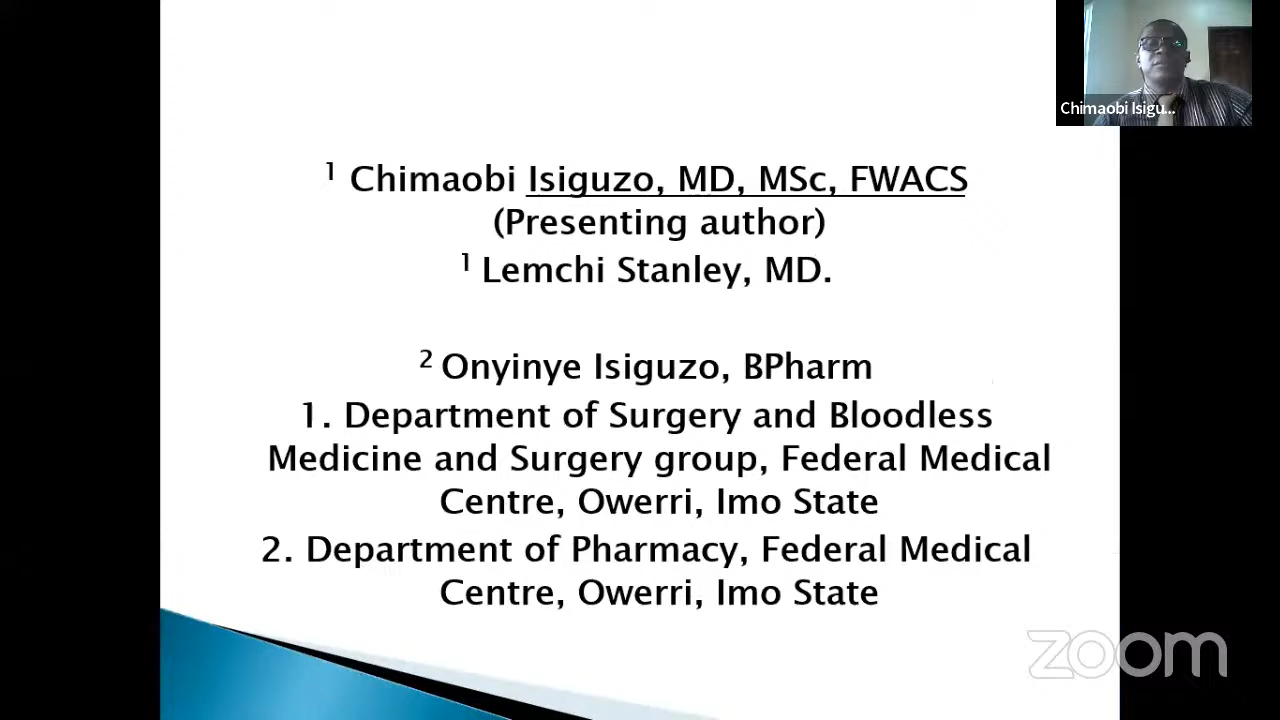 Chimaobi Isigu...
1 Chimaobi Isiguzo, MD, MSc, FWACS
(Presenting author)
1 Lemchi Stanley, MD.
2 Onyinye Isiguzo, BPharm
1. Department of Surgery and Bloodless
Medicine and Surgery group, Federal Medical
Centre, Owerri, Imo State
2. Department of Pharmacy, Federal Medical
Centre, Owerri, Imo State
zoom